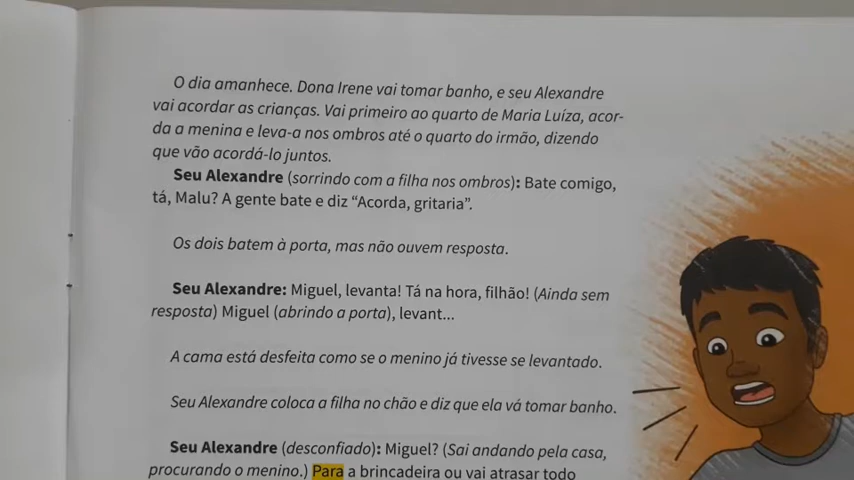 O dia amanhece. Dona Irene vai tomar banho, e seu Alexandre
vai acordar as crianças. Vai primeiro ao quarto de Maria Luíza, acor-
da a menina e leva-a nos ombros até o quarto do irmão, dizendo
que vão acordá-lo juntos.
Seu Alexandre (sorrindo com a filha nos ombros): Bate comigo,
tá, Malu? A gente bate e diz “Acorda, gritaria”.
Os dois batem à porta, mas não ouvem resposta.
Seu Alexandre: Miguel, levanta! Tá na hora, filhão! (Ainda sem
resposta) Miguel (abrindo a porta), levant...
A cama está desfeita como se o menino já tivesse se levantado.
Seu Alexandre coloca a filha no chão e diz que ela vá tomar banho.
Seu Alexandre (desconfiado): Miguel? (Sai andando pela casa,
procurando o menino.) Para a brincadeira ou vai atrasar todo